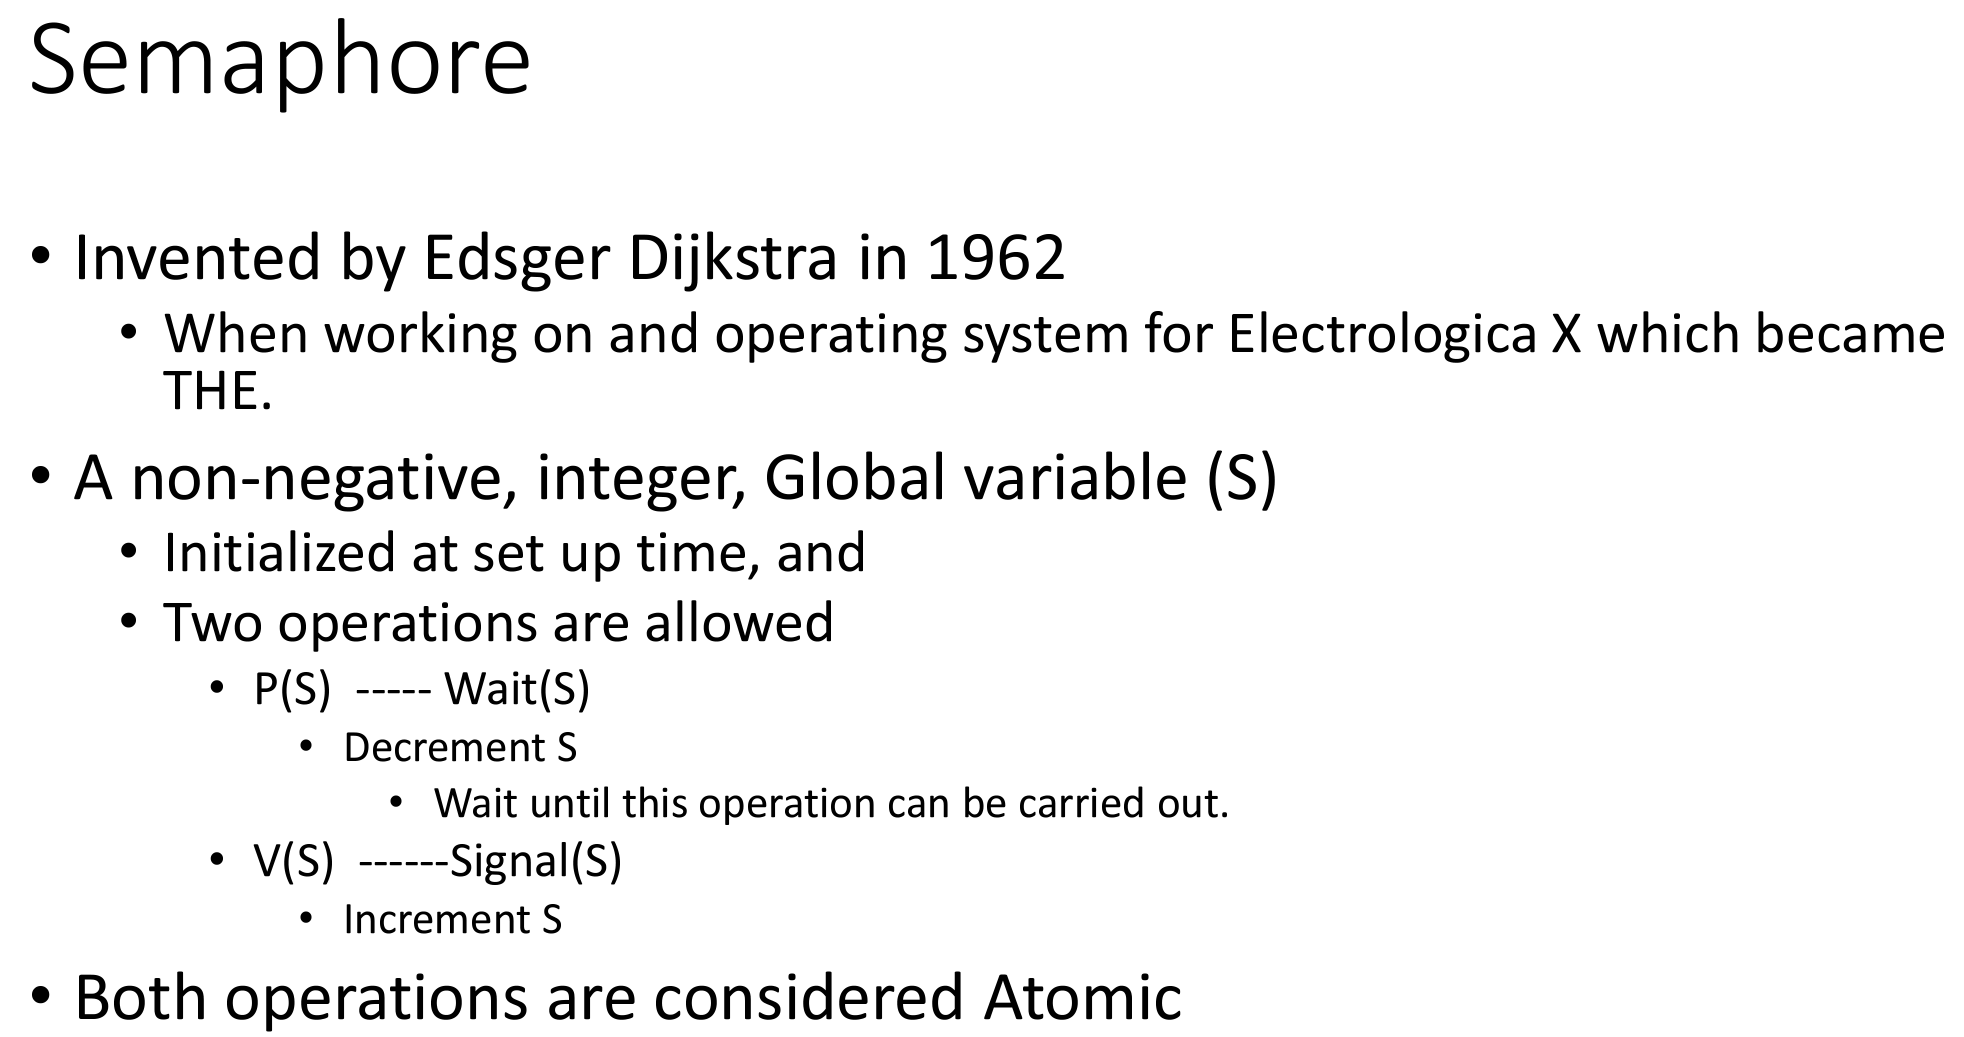 Semaphore
• Invented by Edsger Dijkstra in 1962
• When working on and operating system for Electrologica X which became
THE.
• A non-negative, integer, Global variable (S)
• Initialized at set up time, and
• Two operations are allowed
• P(S) ----- Wait(S)
• Decrement S
• Wait until this operation can be carried out.
• V(S) ------Signal(S)
• Increment S
• Both operations are considered Atomic